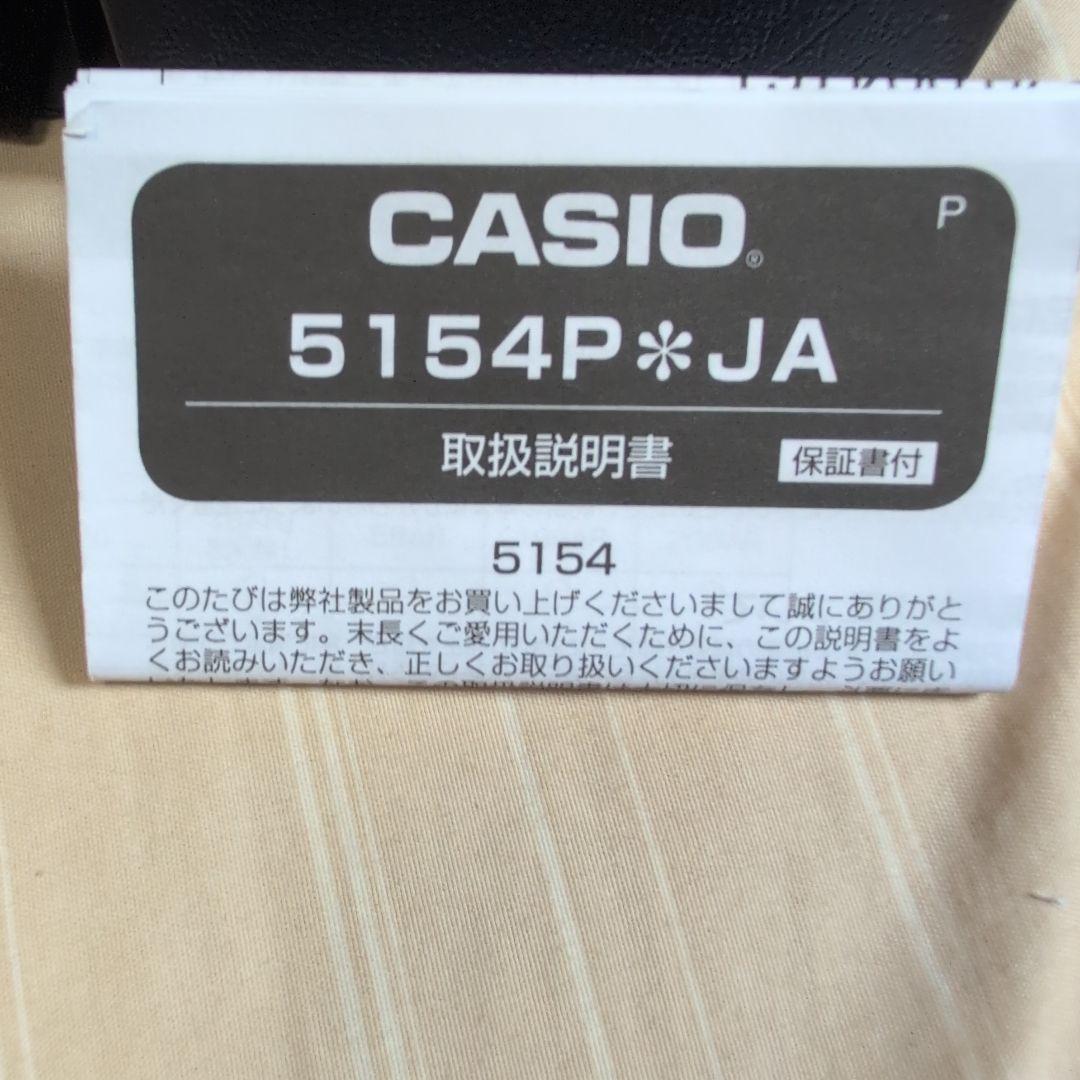 CASIO®
P
5154P*JA
取扱説明書
保証書付
5154
このたびは弊社製品をお買い上げくださいまして誠にありがと
うございます。末長くご愛用いただくために、この説明書をよ
くお読みいただき、正しくお取り扱いくださいますようお願い